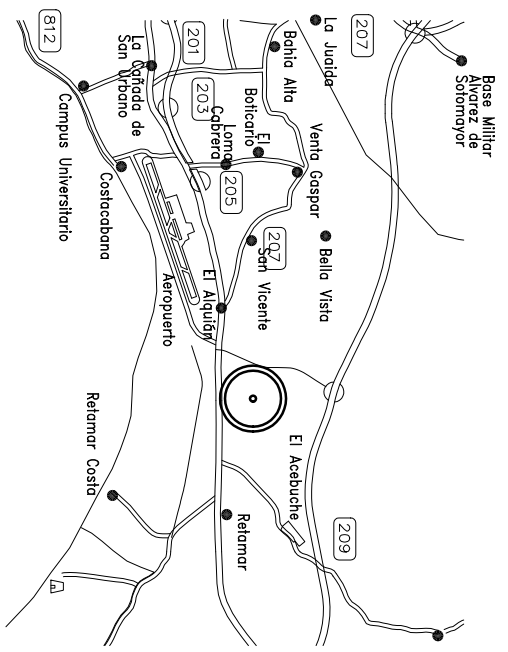 Base Militar
Álvarez de
Sotomayor
207
209
La Juaida
Bella Vista
Venta Gaspar
El Acebuche
Bahia Alta
207
San Vicente
El
Boticario
Retamar
205
Loma
Cabrera
203
El Alquián
201
Aeropuerto
La Cañada de
San Urbano
Costacabana
Retamar Costa
Campus Universitario
812